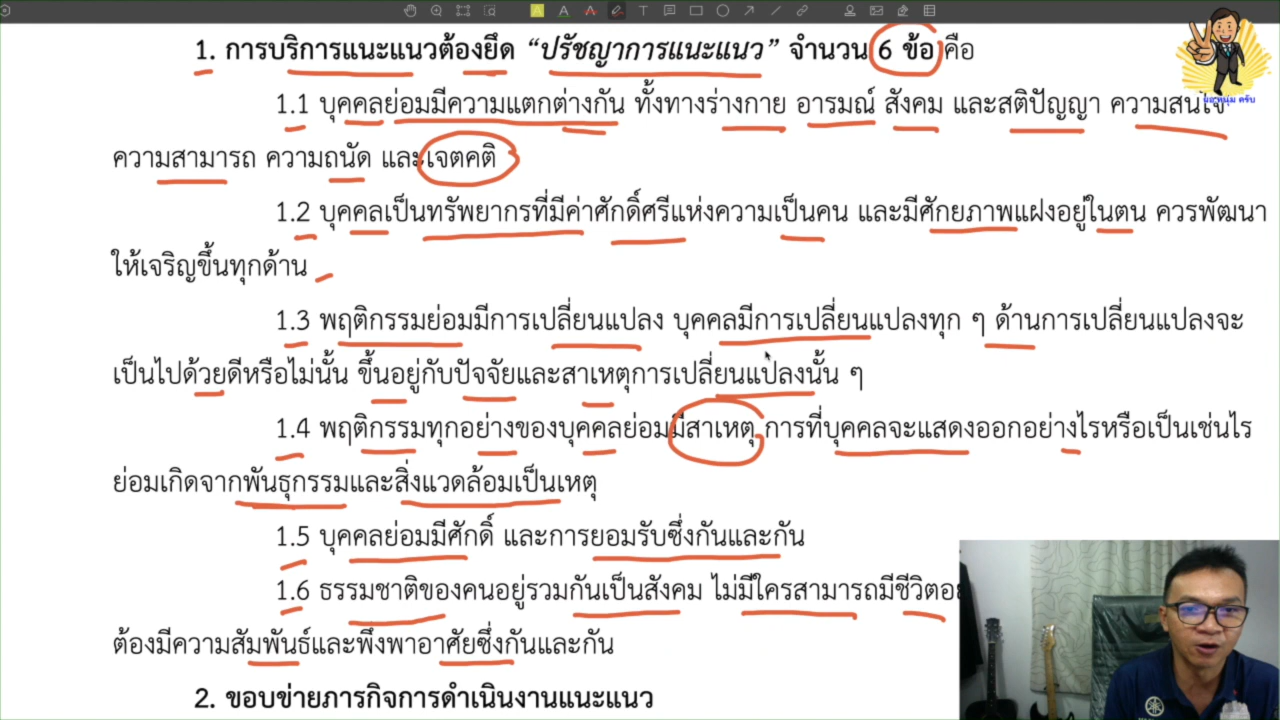 1. การบริการแนะแนวต้องยึด “ปรัชญาการแนะแนว” จำนวน 6 ข้อ คือ
1.1 บุคคลย่อมมีความแตกต่างกัน ทั้งทางร่างกาย อารมณ์ สังคม และสติปัญญา ความสนใจ
ความสามารถ ความถนัด และเจตคติ
1.2 บุคคลเป็นทรัพยากรที่มีค่าศักดิ์ศรีแห่งความเป็นคน และมีศักยภาพแฝงอยู่ในตน ควรพัฒนา
ให้เจริญขึ้นทุกด้าน
1.3 พฤติกรรมย่อมมีการเปลี่ยนแปลง บุคคลมีการเปลี่ยนแปลงทุก ๆ ด้านการเปลี่ยนแปลงจะ
เป็นไปด้วยดีหรือไม่นั้น ขึ้นอยู่กับปัจจัยและสาเหตุการเปลี่ยนแปลงนั้น ๆ
1.4 พฤติกรรมทุกอย่างของบุคคลย่อมมีสาเหตุ การที่บุคคลจะแสดงออกอย่างไรหรือเป็นเช่นไร
ย่อมเกิดจากพันธุกรรมและสิ่งแวดล้อมเป็นเหตุ
1.5 บุคคลย่อมมีศักดิ์ และการยอมรับซึ่งกันและกัน
1.6 ธรรมชาติของคนอยู่รวมกันเป็นสังคม ไม่มีใครสามารถมีชีวิต
ต้องมีความสัมพันธ์และพึงพาอาศัยซึ่งกันและกัน
2. ขอบข่ายภารกิจการดำเนินงานแนะแนว